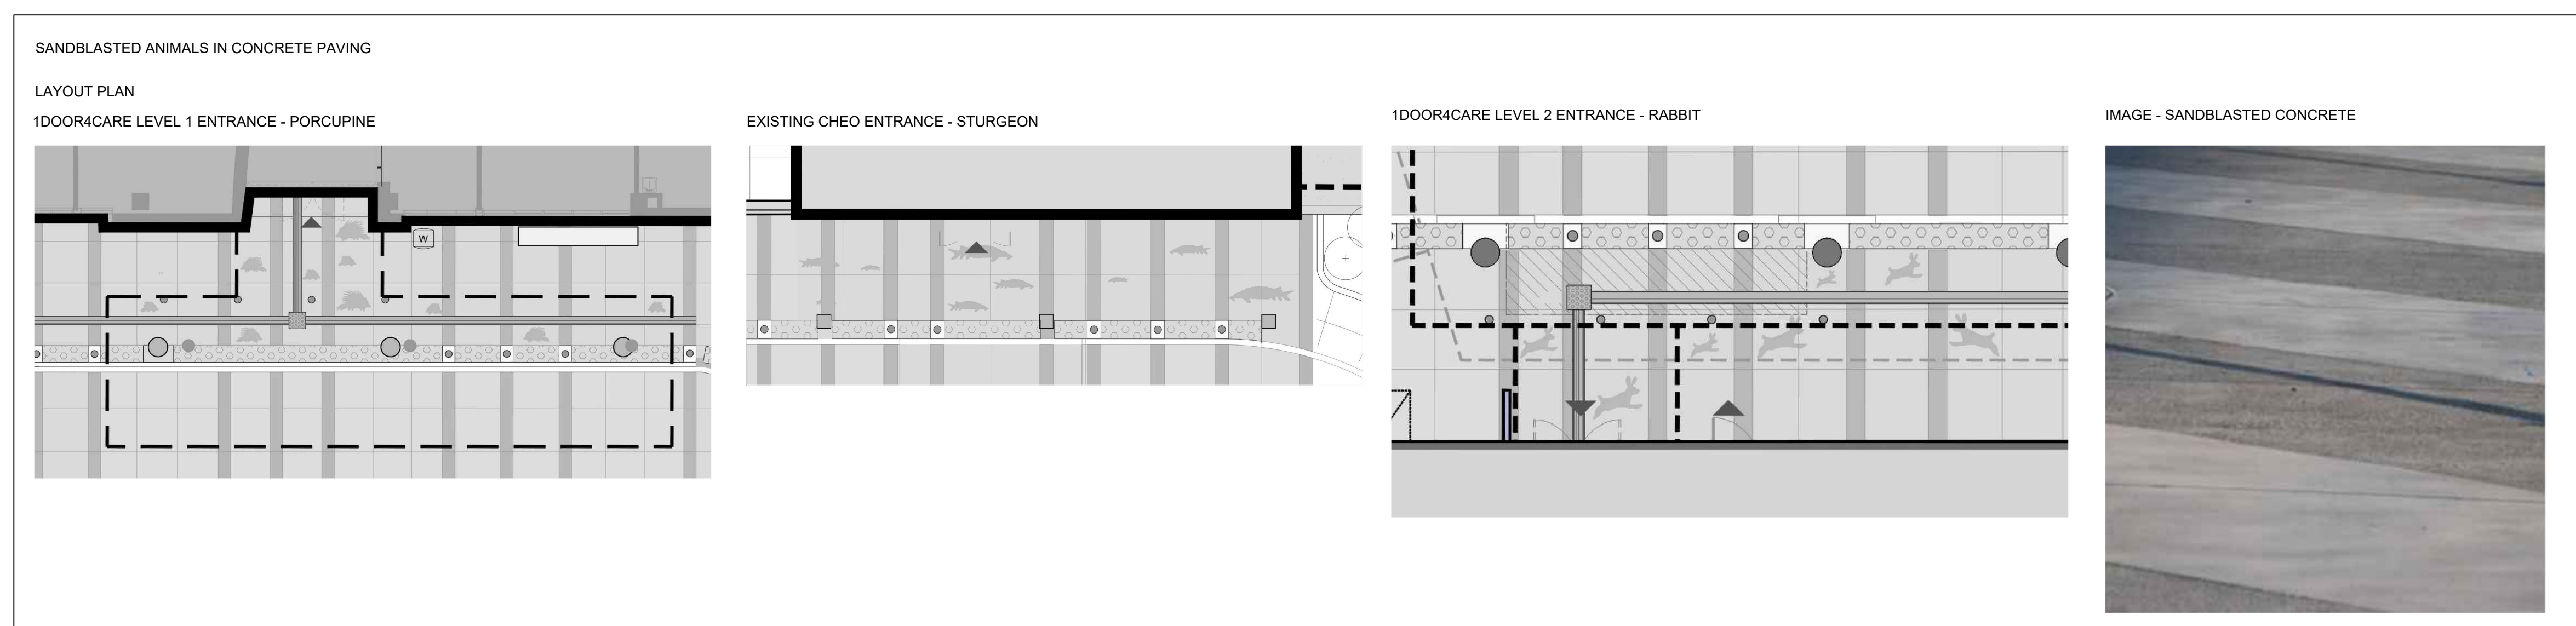 SANDBLASTED ANIMALS IN CONCRETE PAVING
LAYOUT PLAN
1DOOR4CARE LEVEL 1 ENTRANCE - PORCUPINE
EXISTING CHEO ENTRANCE - STURGEON
1DOOR4CARE LEVEL 2 ENTRANCE - RABBIT
IMAGE - SANDBLASTED CONCRETE
W